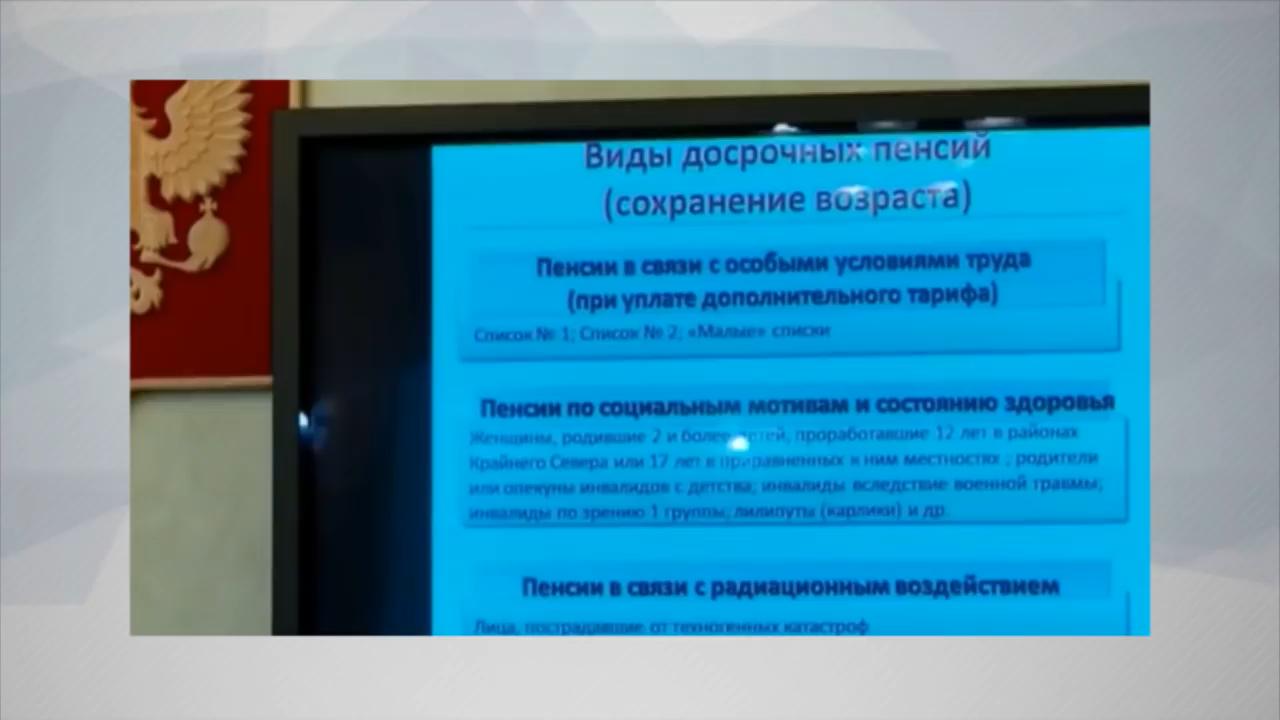 Виды досрочных пенсий
(сохранение возраста)
Пенсии в связи с особыми условиями труда
(при уплате дополнительного тарифа)
Список № 1; Список № 2; «Малые» списки
Пенсии по социальным мотивам и состоянию здоровья
Женщины, родившие 2 и более детей, проработавшие 12 лет в районах
Крайнего Севера или 17 лет в приравненных к ним местностях ; родители
или опекуны инвалидов с детства; инвалиды вследствие военной травмы;
инвалиды по зрению 1 группы; лилипуты (карлики) и др.
Пенсии в связи с радиационным воздействием
Лица, пострадавшие от техногенных катастроф